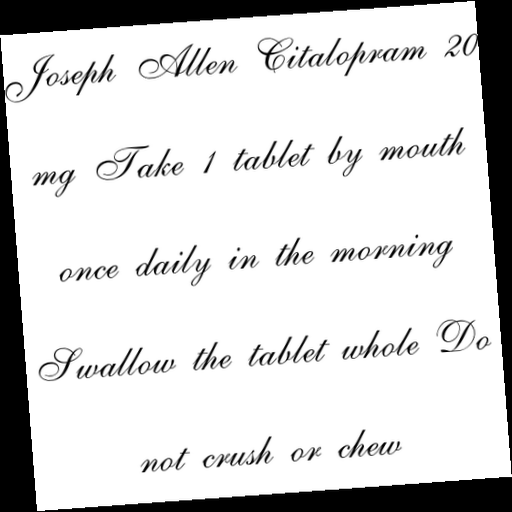 Joseph Allen Citalopram 20
mg Take 1 tablet by mouth
once daily in the morning
Swallow the tablet whole Do
not crush or chew